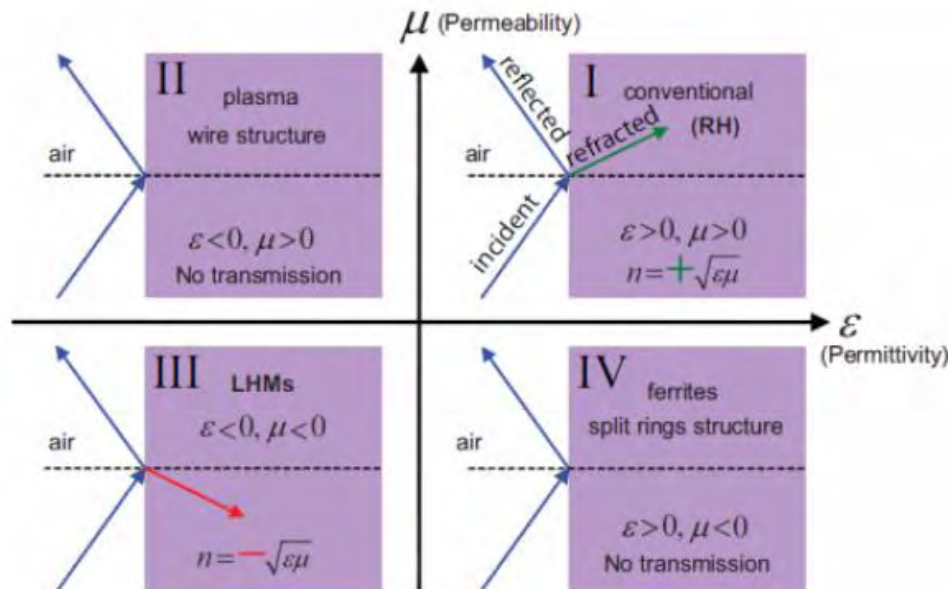 μ (Permeability)
II
plasma
wire structure
air
ε<0, μ>0
No transmission
I
conventional
(RH)
reflected
refracted
air
incident
ε>0, μ>0
n=+√εμ
ε
(Permittivity)
III
LHMs
ε<0, μ<0
air
n=−√εμ
IV
ferrites
split rings structure
air
ε>0, μ<0
No transmission